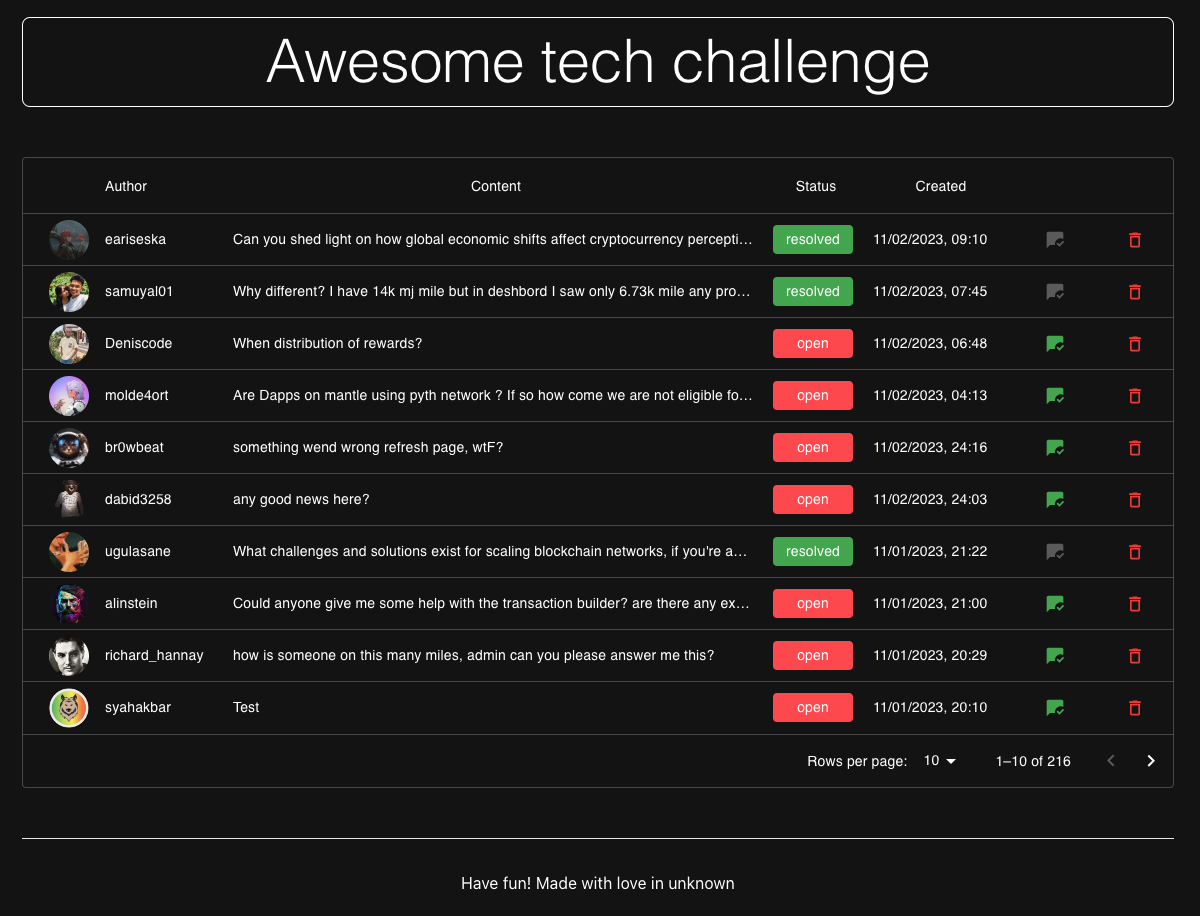 Awesome tech challenge
Author Content Status Created
eariseska Can you shed light on how global economic shifts affect cryptocurrency percepti… resolved 11/02/2023, 09:10
samuyal01 Why different? I have 14k mj mile but in deshbord I saw only 6.73k mile any pro… resolved 11/02/2023, 07:45
Deniscode When distribution of rewards? open 11/02/2023, 06:48
molde4ort Are Dapps on mantle using pyth network ? If so how come we are not eligible fo… open 11/02/2023, 04:13
br0wbeat something wend wrong refresh page, wtF? open 11/02/2023, 24:16
dabid3258 any good news here? open 11/02/2023, 24:03
ugulasane What challenges and solutions exist for scaling blockchain networks, if you're a… resolved 11/01/2023, 21:22
alinstein Could anyone give me some help with the transaction builder? are there any ex… open 11/01/2023, 21:00
richard_hannay how is someone on this many miles, admin can you please answer me this? open 11/01/2023, 20:29
syahakbar Test open 11/01/2023, 20:10
Rows per page: 10 1–10 of 216
Have fun! Made with love in unknown